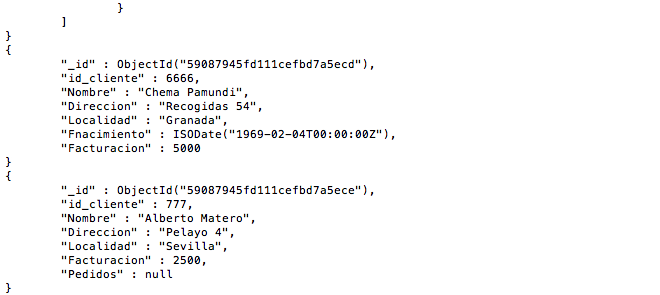 }
]
}
{
"_id" : ObjectId("59087945fd111cefbd7a5ecd"),
"id_cliente" : 6666,
"Nombre" : "Chema Pamundi",
"Direccion" : "Recogidas 54",
"Localidad" : "Granada",
"Fnacimiento" : ISODate("1969-02-04T00:00:00Z"),
"Facturacion" : 5000
}
{
"_id" : ObjectId("59087945fd111cefbd7a5ece"),
"id_cliente" : 777,
"Nombre" : "Alberto Matero",
"Direccion" : "Pelayo 4",
"Localidad" : "Sevilla",
"Facturacion" : 2500,
"Pedidos" : null
}